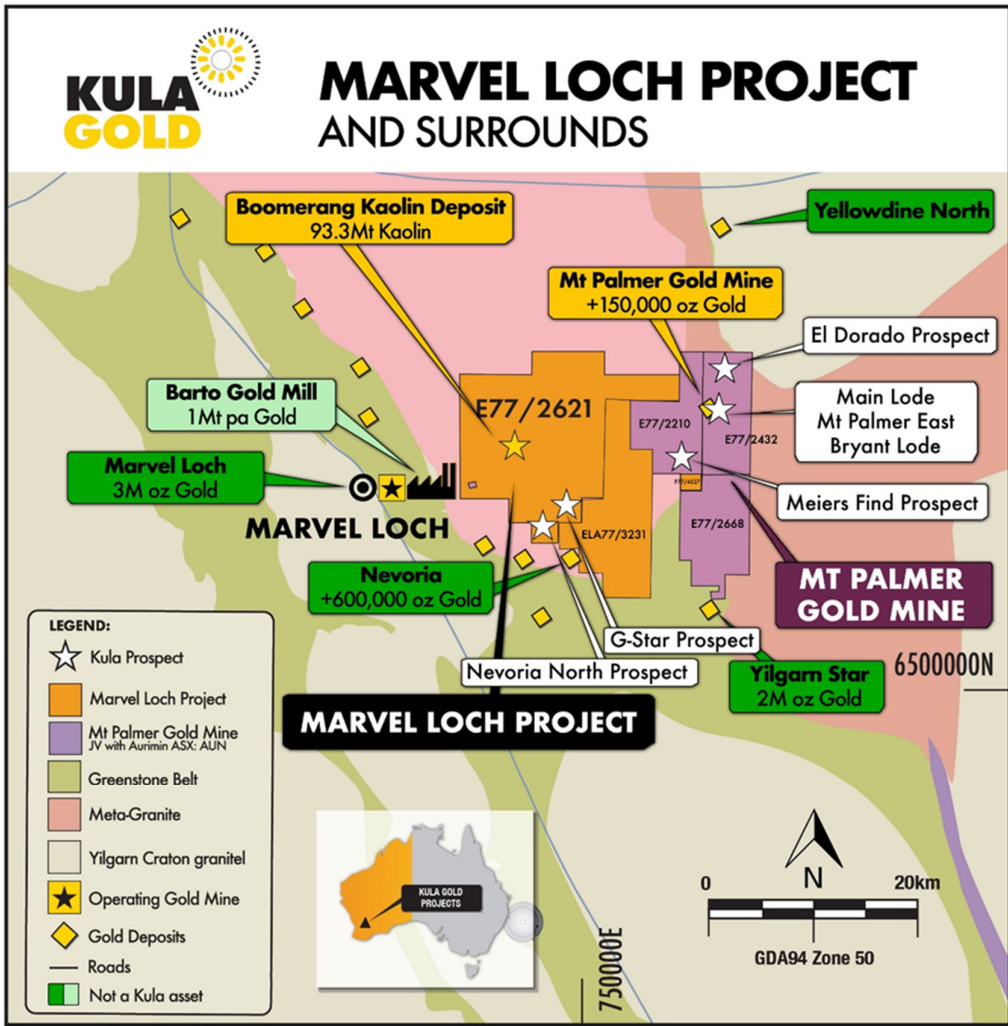 KULA
GOLD
MARVEL LOCH PROJECT
AND SURROUNDS
Boomerang Kaolin Deposit
93.3Mt Kaolin
Yellowdine North
Mt Palmer Gold Mine
+150,000 oz Gold
El Dorado Prospect
Barto Gold Mill
1Mt pa Gold
E77/2621
E77/2210
E77/2432
Main Lode
Mt Palmer East
Bryant Lode
Marvel Loch
3M oz Gold
MARVEL LOCH
Meiers Find Prospect
ELA77/3231
E77/2668
Nevoria
+600,000 oz Gold
MT PALMER
GOLD MINE
G-Star Prospect
Nevoria North Prospect
Yilgarn Star
2M oz Gold
6500000N
MARVEL LOCH PROJECT
LEGEND:
Kula Prospect
Marvel Loch Project
Mt Palmer Gold Mine
JV with Aurimin ASX: AUN
Greenstone Belt
Meta-Granite
Yilgarn Craton granitel
Operating Gold Mine
Gold Deposits
Roads
Not a Kula asset
KULA GOLD
PROJECTS
750000E
N
0 20km
GDA94 Zone 50